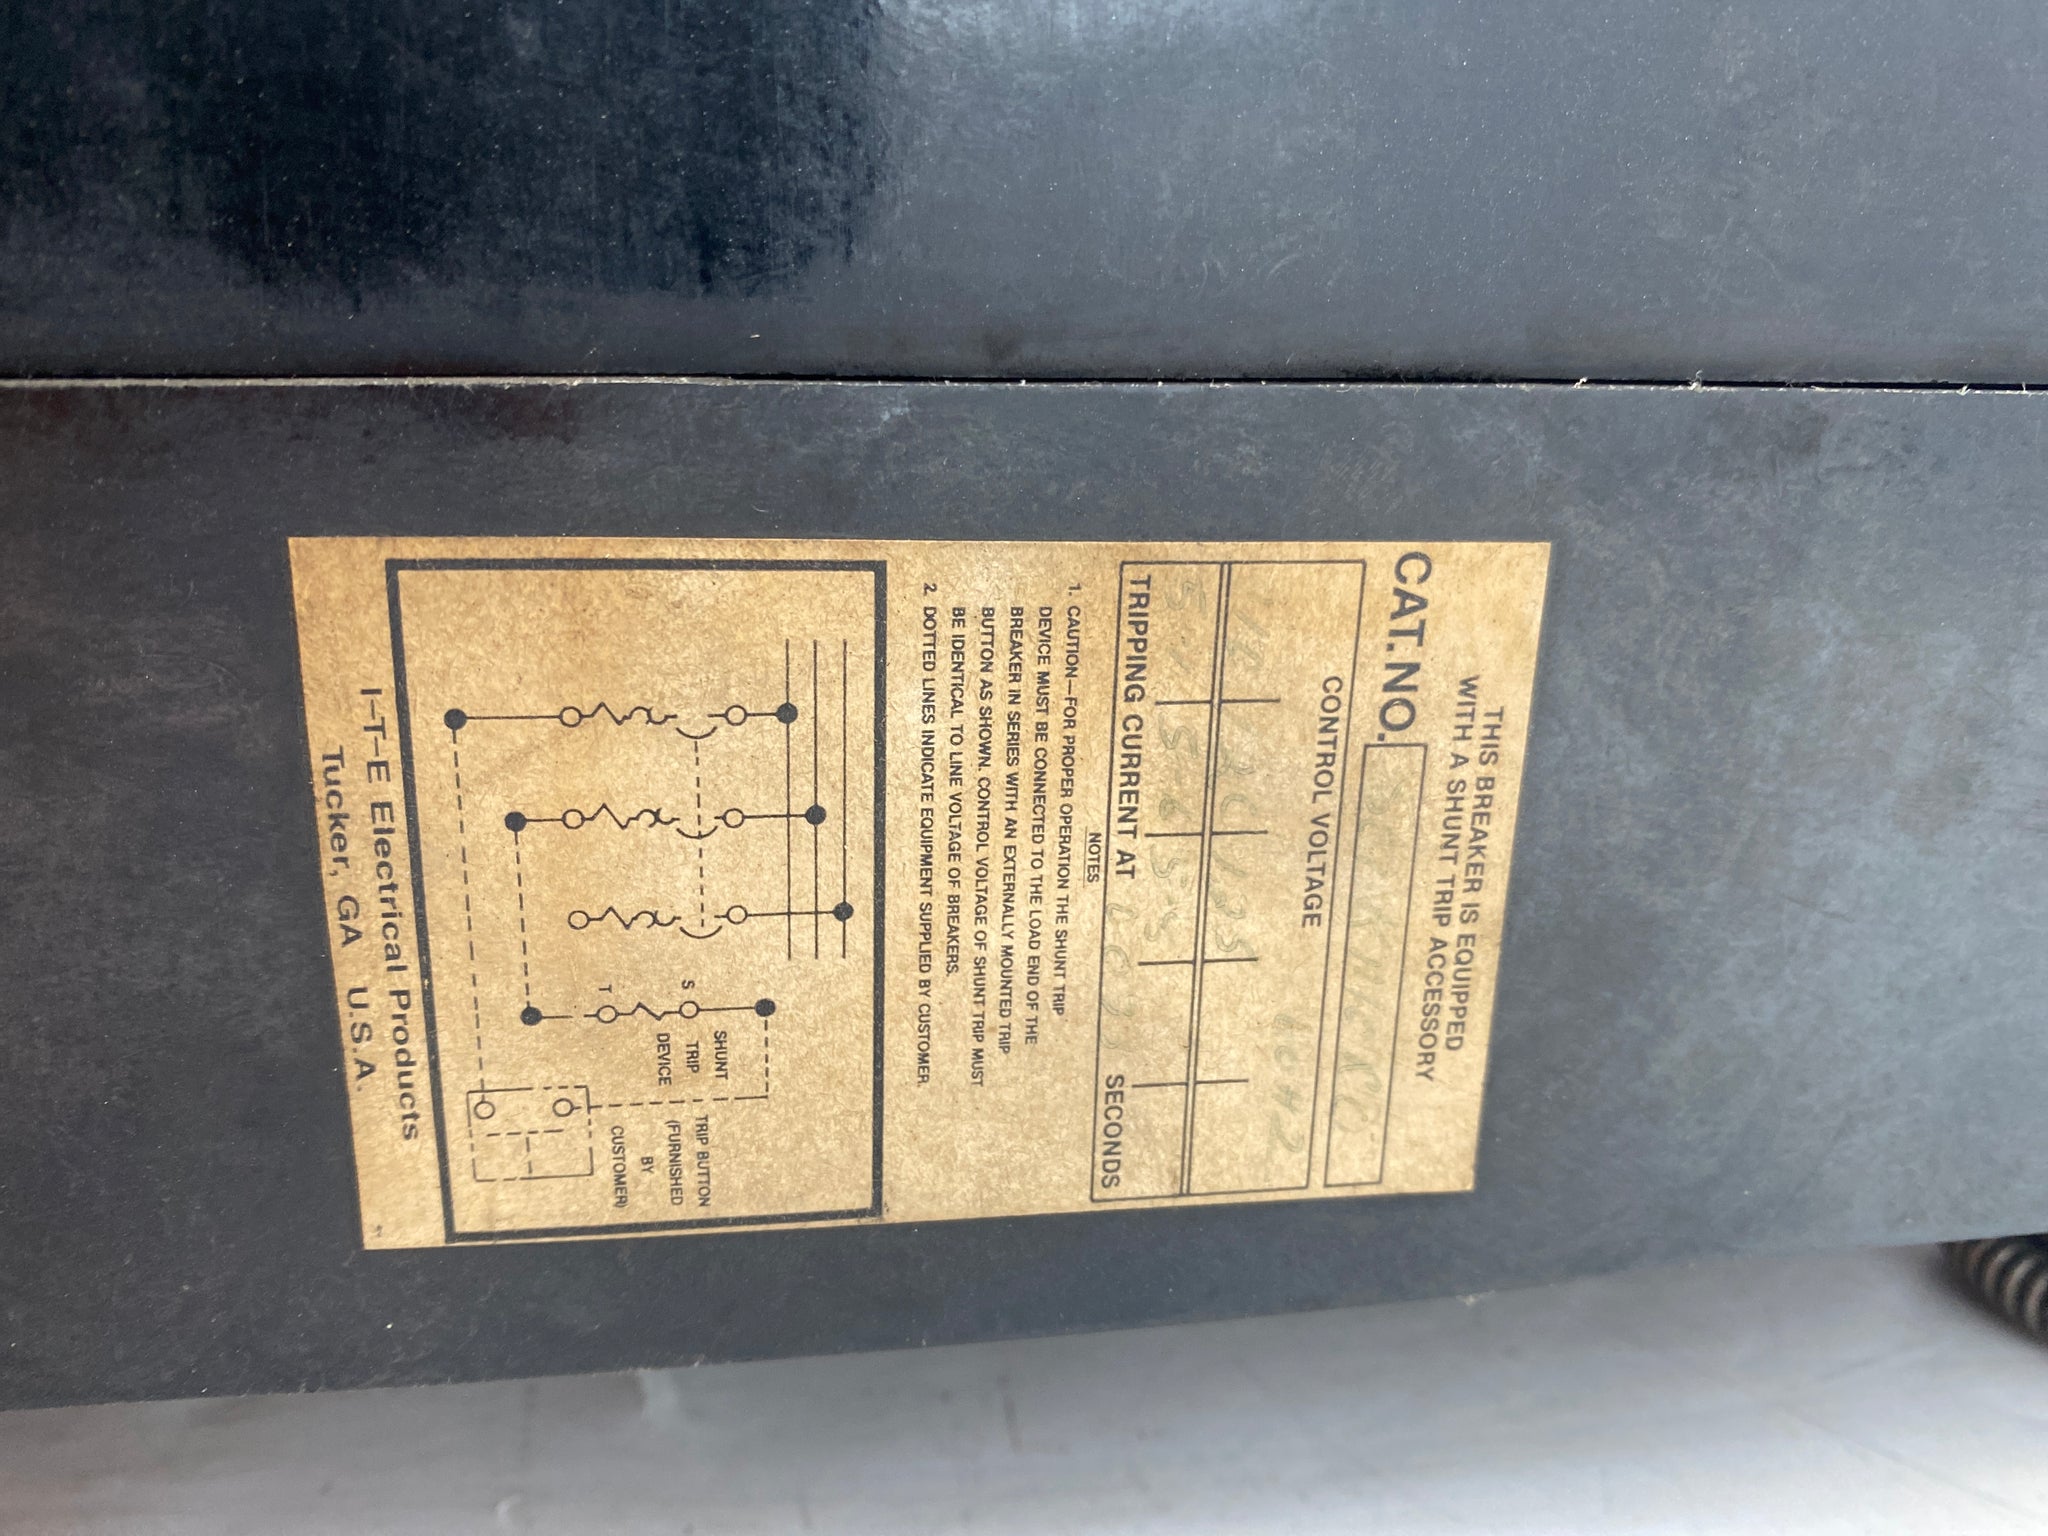 THIS BREAKER IS EQUIPPED
WITH A SHUNT TRIP ACCESSORY
CAT. NO.
CONTROL VOLTAGE
120
TRIPPING CURRENT AT SECONDS
NOTES
1. CAUTION—FOR PROPER OPERATION THE SHUNT TRIP
DEVICE MUST BE CONNECTED TO THE LOAD END OF THE
BREAKER IN SERIES WITH AN EXTERNALLY MOUNTED TRIP
BUTTON AS SHOWN. CONTROL VOLTAGE OF SHUNT TRIP MUST
BE IDENTICAL TO LINE VOLTAGE OF BREAKERS.
2. DOTTED LINES INDICATE EQUIPMENT SUPPLIED BY CUSTOMER.
S
T
SHUNT
TRIP
DEVICE
TRIP BUTTON
(FURNISHED
BY
CUSTOMER)
I-T-E Electrical Products
Tucker, GA U.S.A.